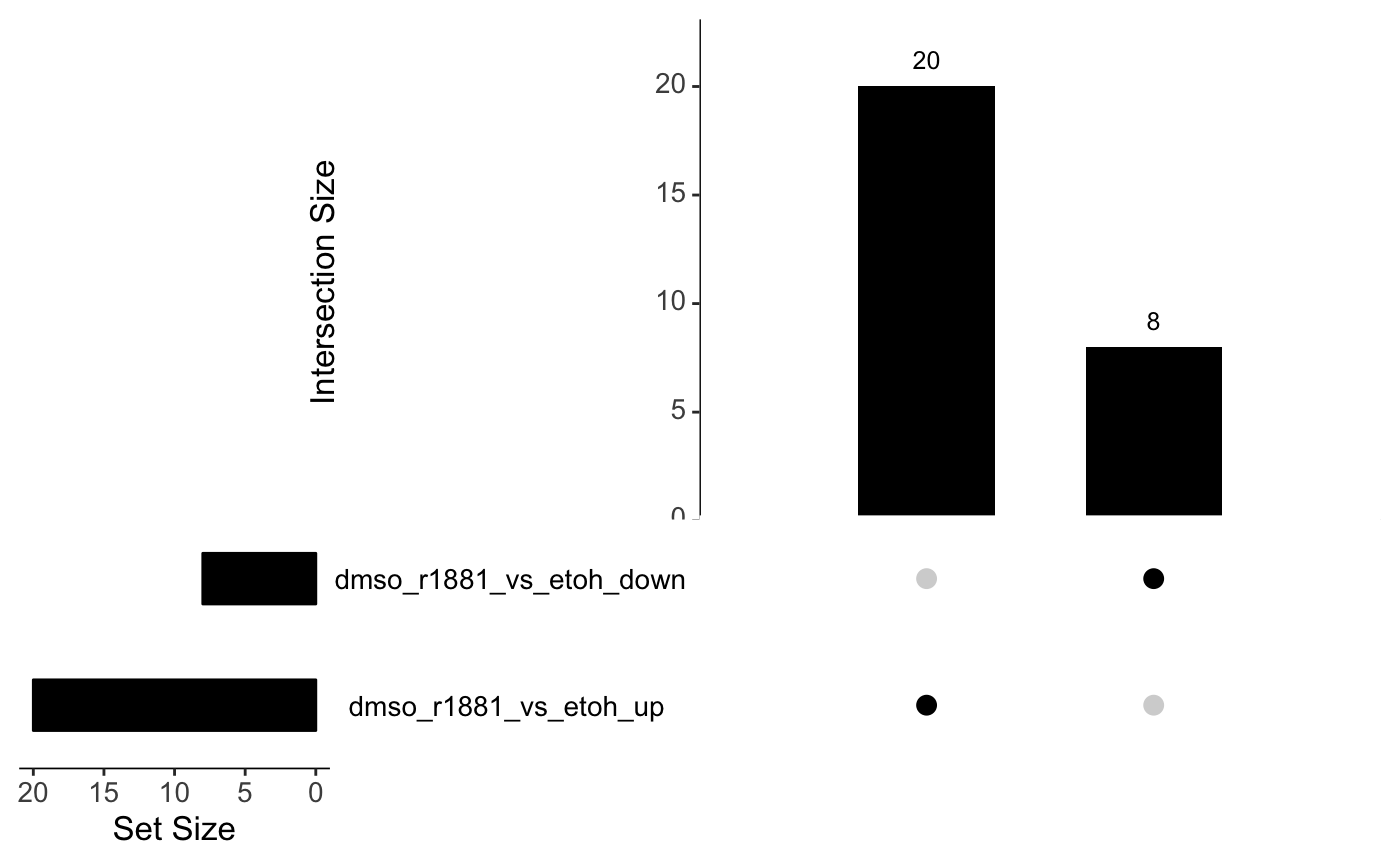 20
20
15
Intersection Size
10
8
5
0
dmso_r1881_vs_etoh_down
dmso_r1881_vs_etoh_up
20 15 10 5 0
Set Size